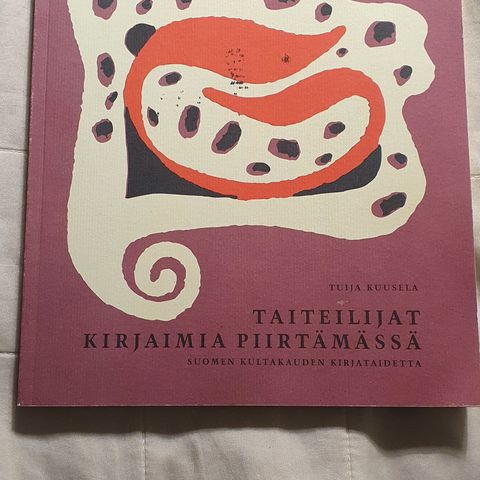 TUIJA KUUSELA
TAITEILIJAT
KIRJAIMIA PIIRTÄMÄSSÄ
SUOMEN KULTAKAUDEN KIRJATAIDETTA